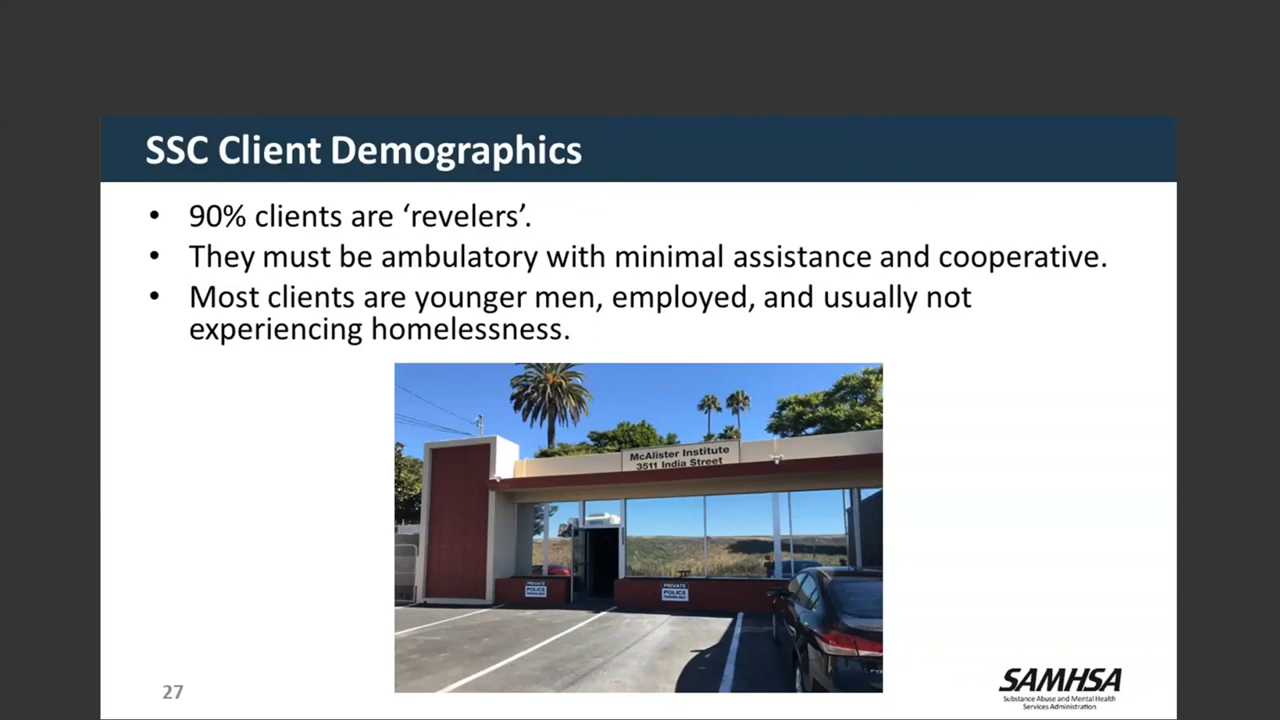 SSC Client Demographics
• 90% clients are ‘revelers’.
• They must be ambulatory with minimal assistance and cooperative.
• Most clients are younger men, employed, and usually not
experiencing homelessness.
McAlister Institute
3511 India Street
PRIVATE
POLICE
PRIVATE
POLICE
27
SAMHSA
Substance Abuse and Mental Health
Services Administration